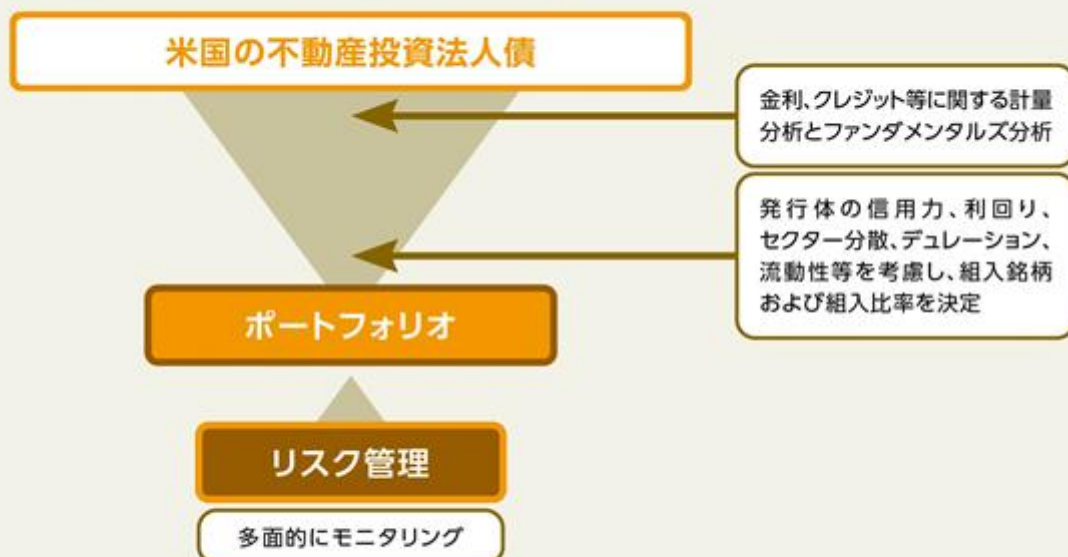 米国の不動産投資法人債
金利、クレジット等に関する計量
分析とファンダメンタルズ分析
発行体の信用力、利回り、
セクター分散、デュレーション、
流動性等を考慮し、組入銘柄
および組入比率を決定
ポートフォリオ
リスク管理
多面的にモニタリング